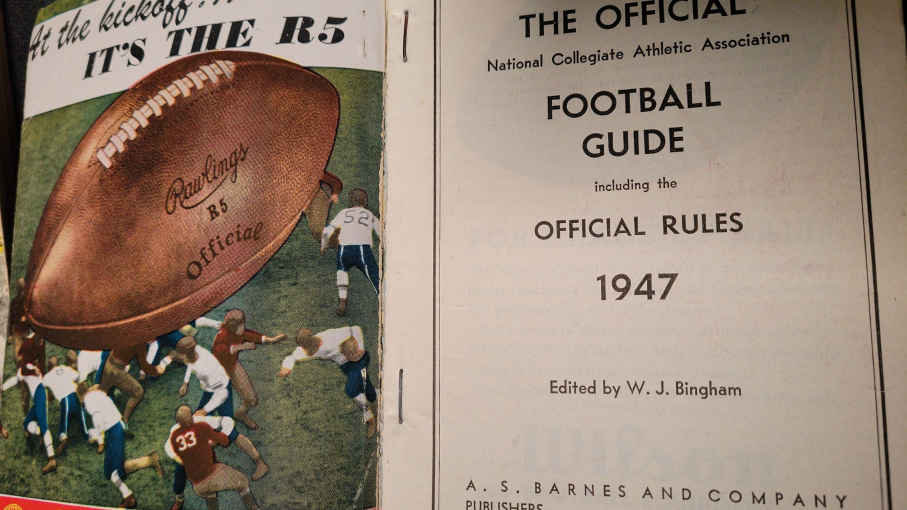 At the kickoff...
IT'S THE R5
Rawlings
R5
Official
52
33
THE OFFICIAL
National Collegiate Athletic Association
FOOTBALL
GUIDE
including the
OFFICIAL RULES
1947
Edited by W. J. Bingham
A. S. BARNES AND COMPANY
PUBLISHERS